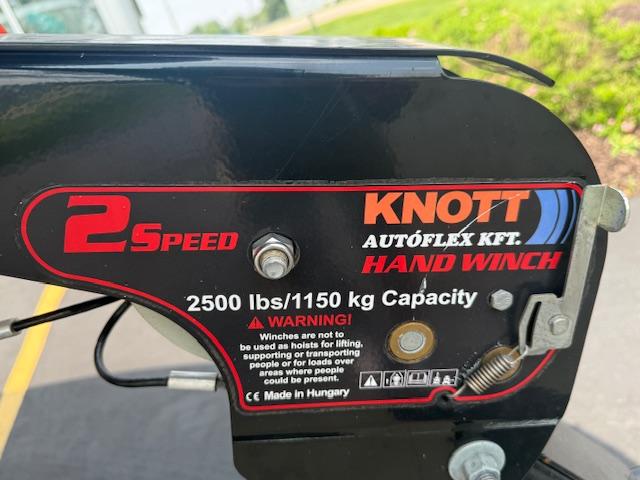 2 SPEED
KNOTT
AUTÓFLEX KFT.
HAND WINCH
2500 lbs/1150 kg Capacity
WARNING!
Winches are not to
be used as hoists for lifting,
supporting or transporting
people or for loads over
areas where people
could be present.
CE Made in Hungary